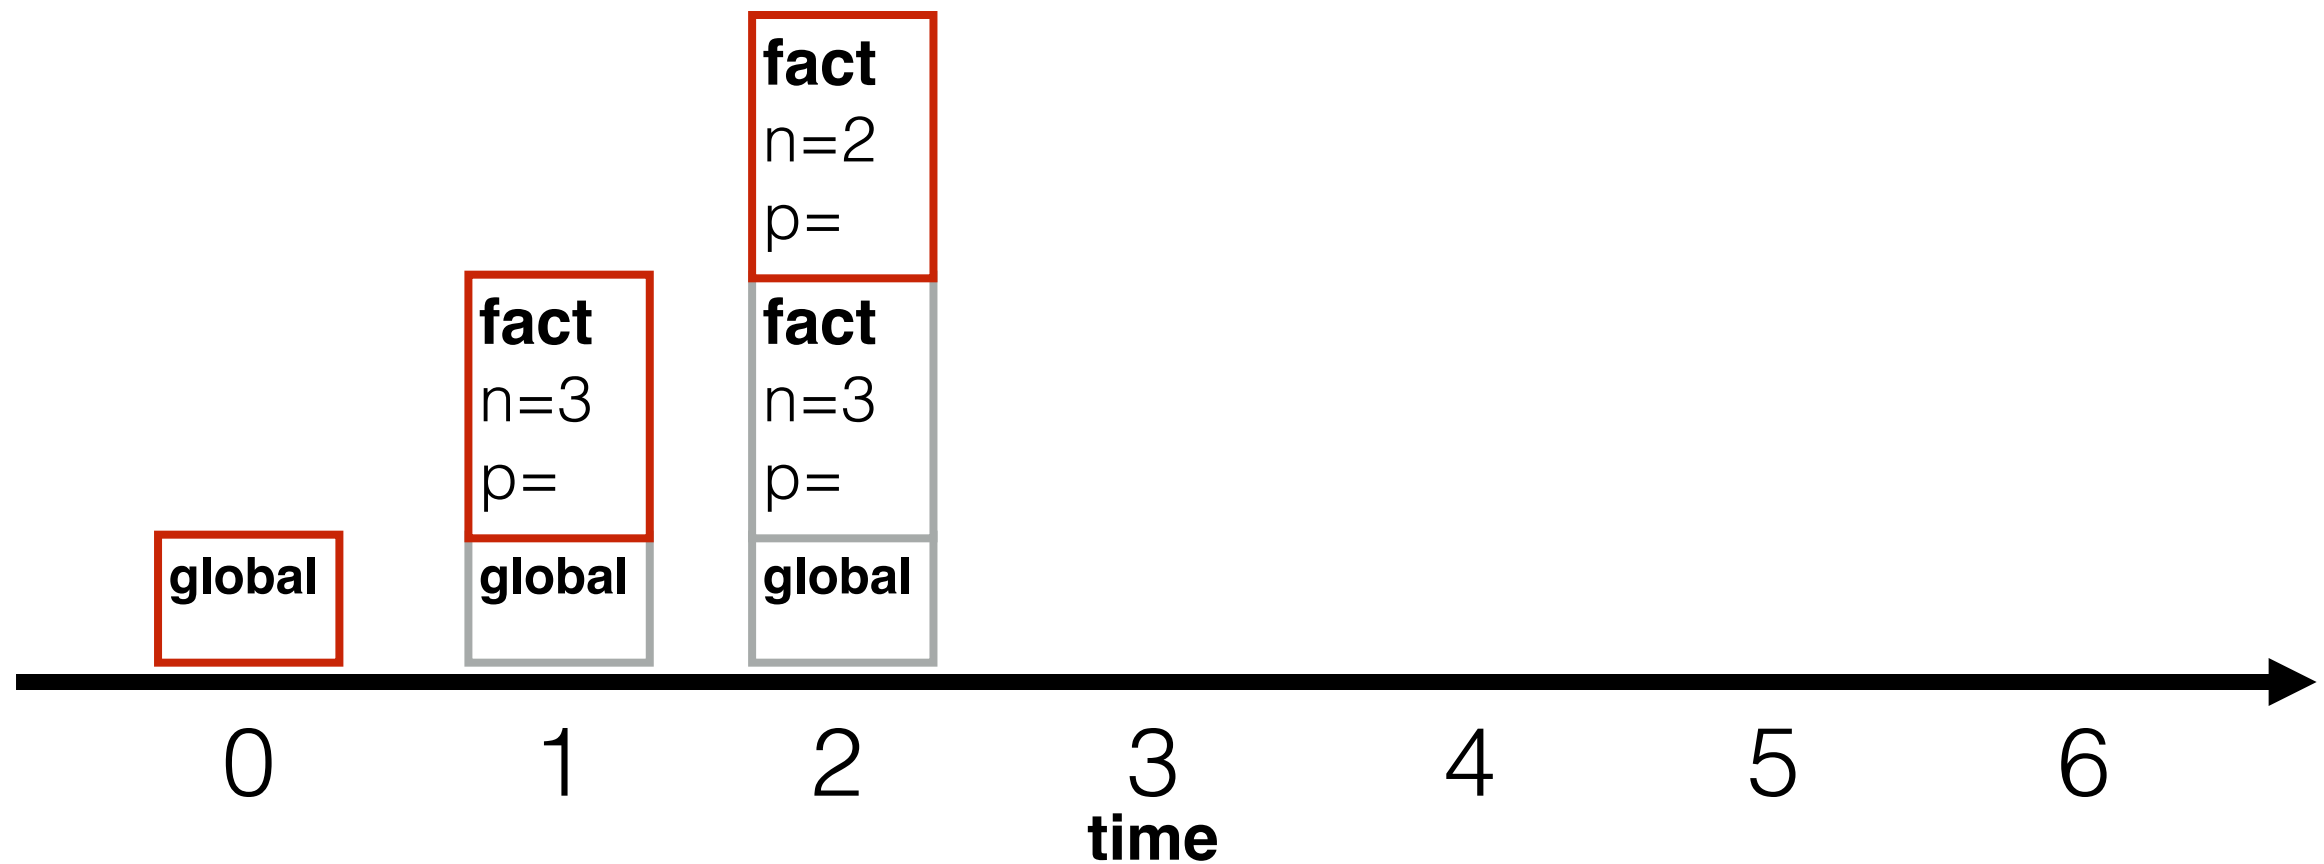 fact
n=2
p=
fact
n=3
p=
fact
n=3
p=
global
global
global
0
1
2
3
4
5
6
time